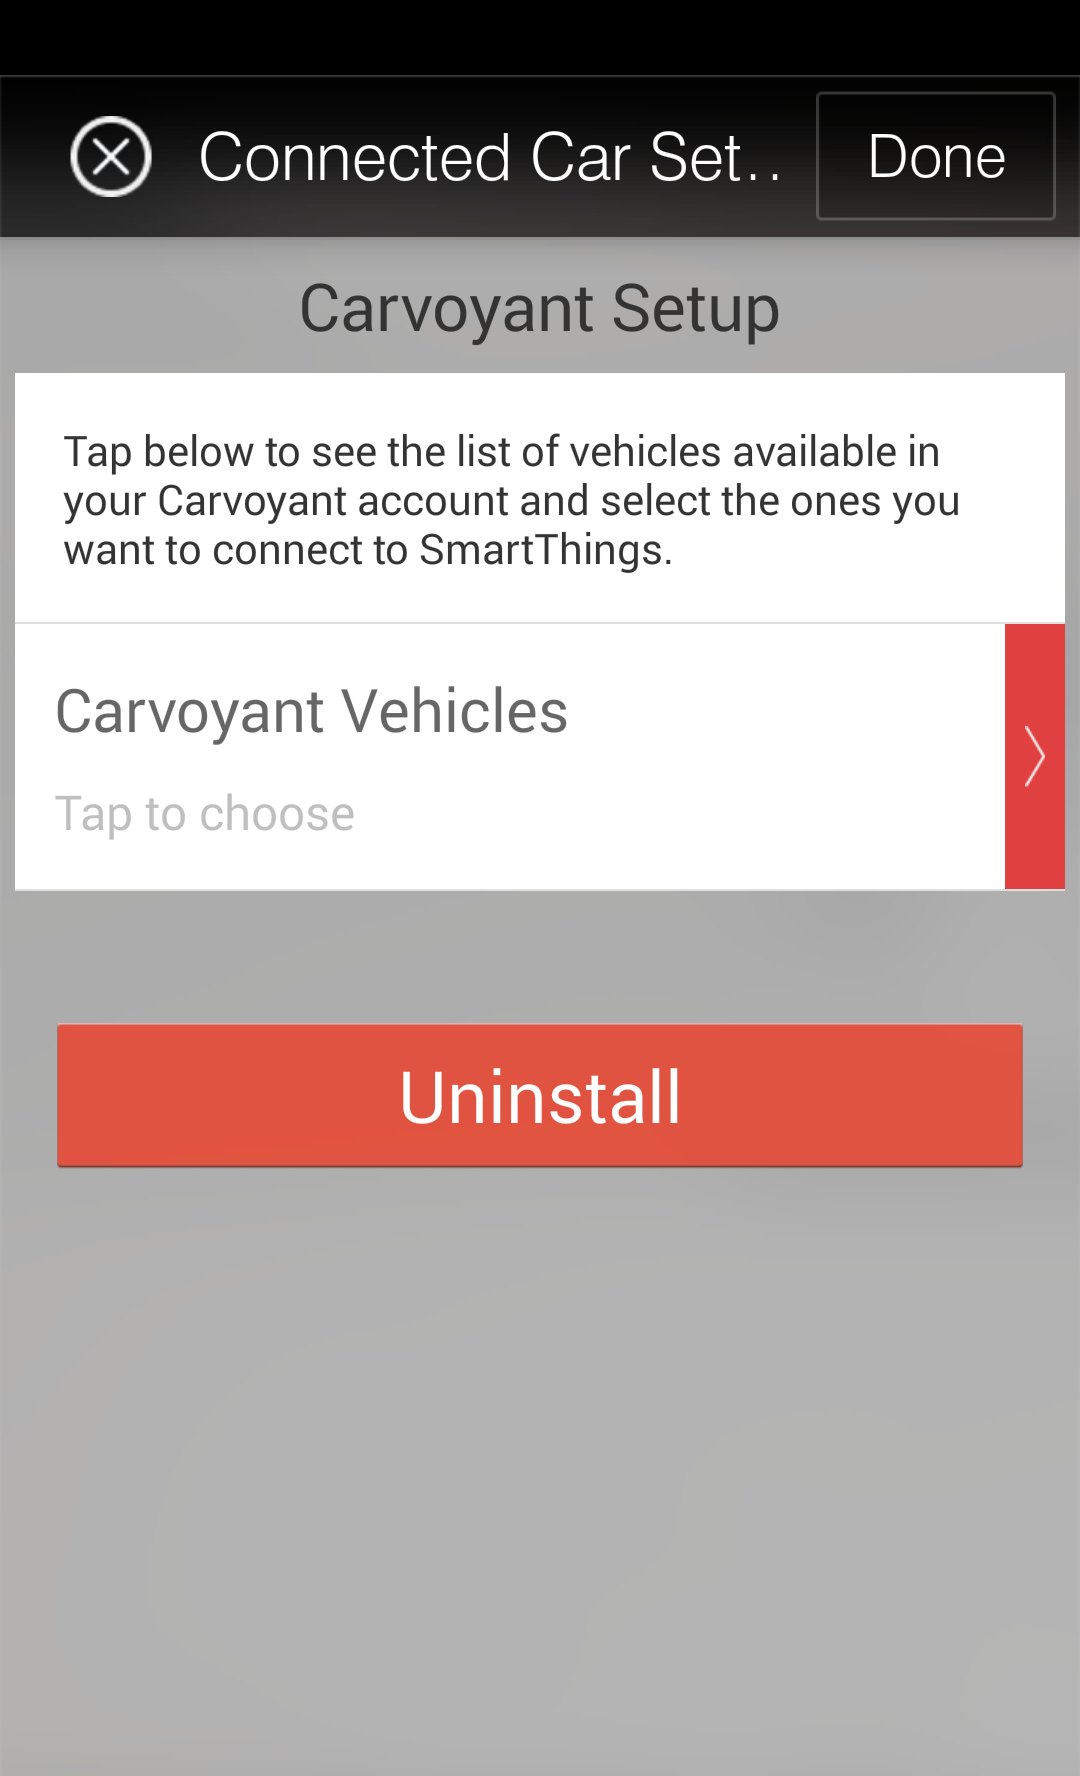 Connected Car Set..
Done
Carvoyant Setup
Tap below to see the list of vehicles available in
your Carvoyant account and select the ones you
want to connect to SmartThings.
Carvoyant Vehicles
Tap to choose
Uninstall